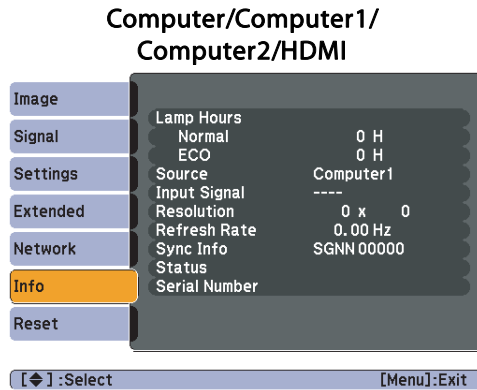 Computer/Computer1/
Computer2/HDMI
Image
Signal
Settings
Extended
Network
Info
Reset
Lamp Hours
Normal 0 H
ECO 0 H
Source Computer1
Input Signal ----
Resolution 0 x 0
Refresh Rate 0.00 Hz
Sync Info SGNN 00000
Status
Serial Number
[◆] :Select [Menu]:Exit